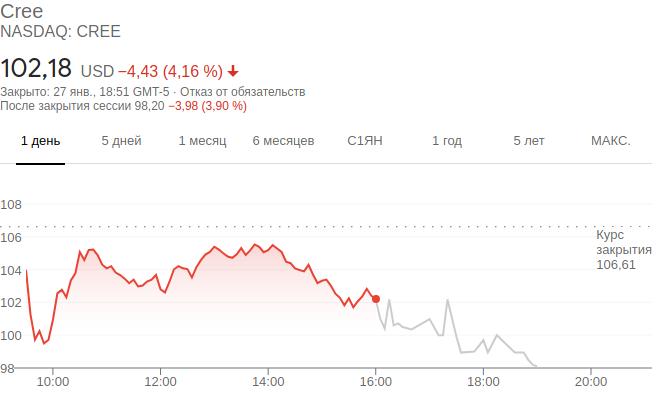 Cree
NASDAQ: CREE
102,18 USD −4,43 (4,16 %)
Закрыто: 27 янв., 18:51 GMT-5 · Отказ от обязательств
После закрытия сессии 98,20 −3,98 (3,90 %)
1 день 5 дней 1 месяц 6 месяцев С1ЯН 1 год 5 лет МАКС.
108
106
Курс
закрытия
106,61
104
102
100
98
10:00 12:00 14:00 16:00 18:00 20:00